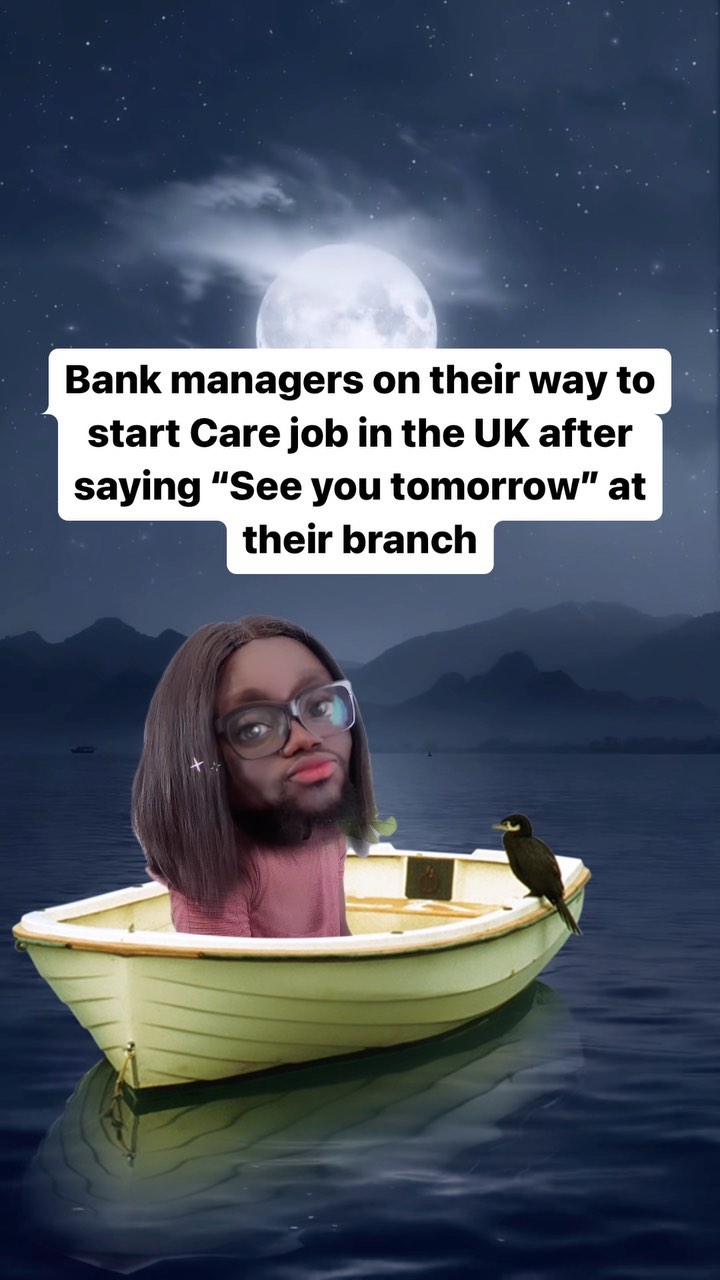 Bank managers on their way to
start Care job in the UK after
saying “See you tomorrow” at
their branch